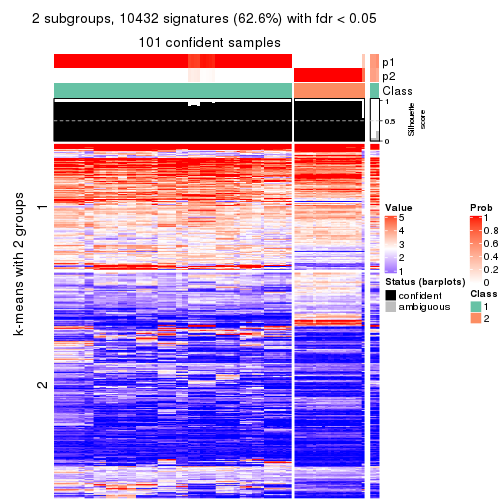 2 subgroups, 10432 signatures (62.6%) with fdr < 0.05
101 confident samples
p1
p2
Class
1
0.5
0
Silhouette
score
k-means with 2 groups
1
2
Value
5
4
3
2
1
Status (barplots)
confident
ambiguous
Prob
1
0.8
0.6
0.4
0.2
0
Class
1
2